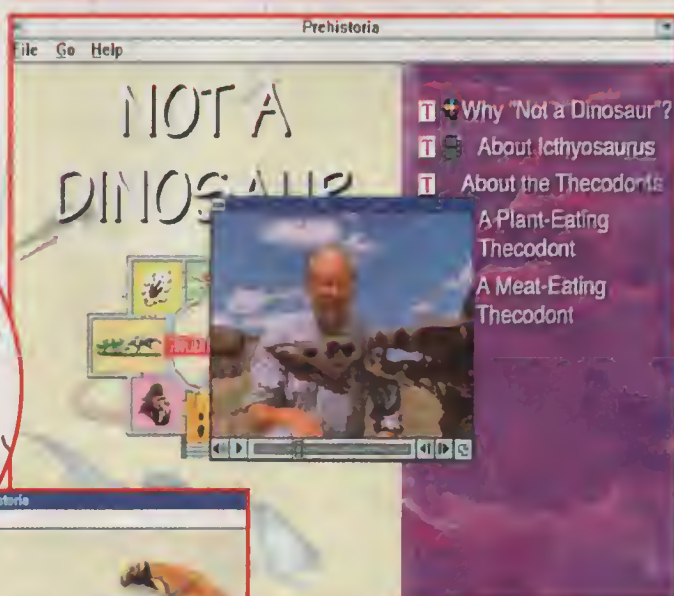 Prehistoria
File Go Help
NOT A
DINOSAUR
T Why "Not a Dinosaur"?
T About Icthyosaurus
T About the Thecodonts
A Plant-Eating
Thecodont
A Meat-Eating
Thecodont